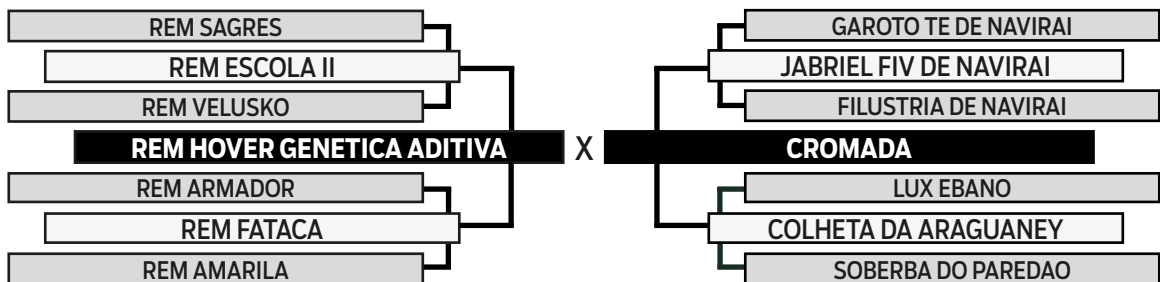 REM SAGRES
REM ESCOLA II
REM VELUSKO
REM HOVER GENETICA ADITIVA
REM ARMADOR
REM FATACA
REM AMARILA
X
GAROTO TE DE NAVIRAI
JABRIEL FIV DE NAVIRAI
FILUSTRIA DE NAVIRAI
CROMADA
LUX EBANO
COLHETA DA ARAGUANEY
SOBERBA DO PAREDAO